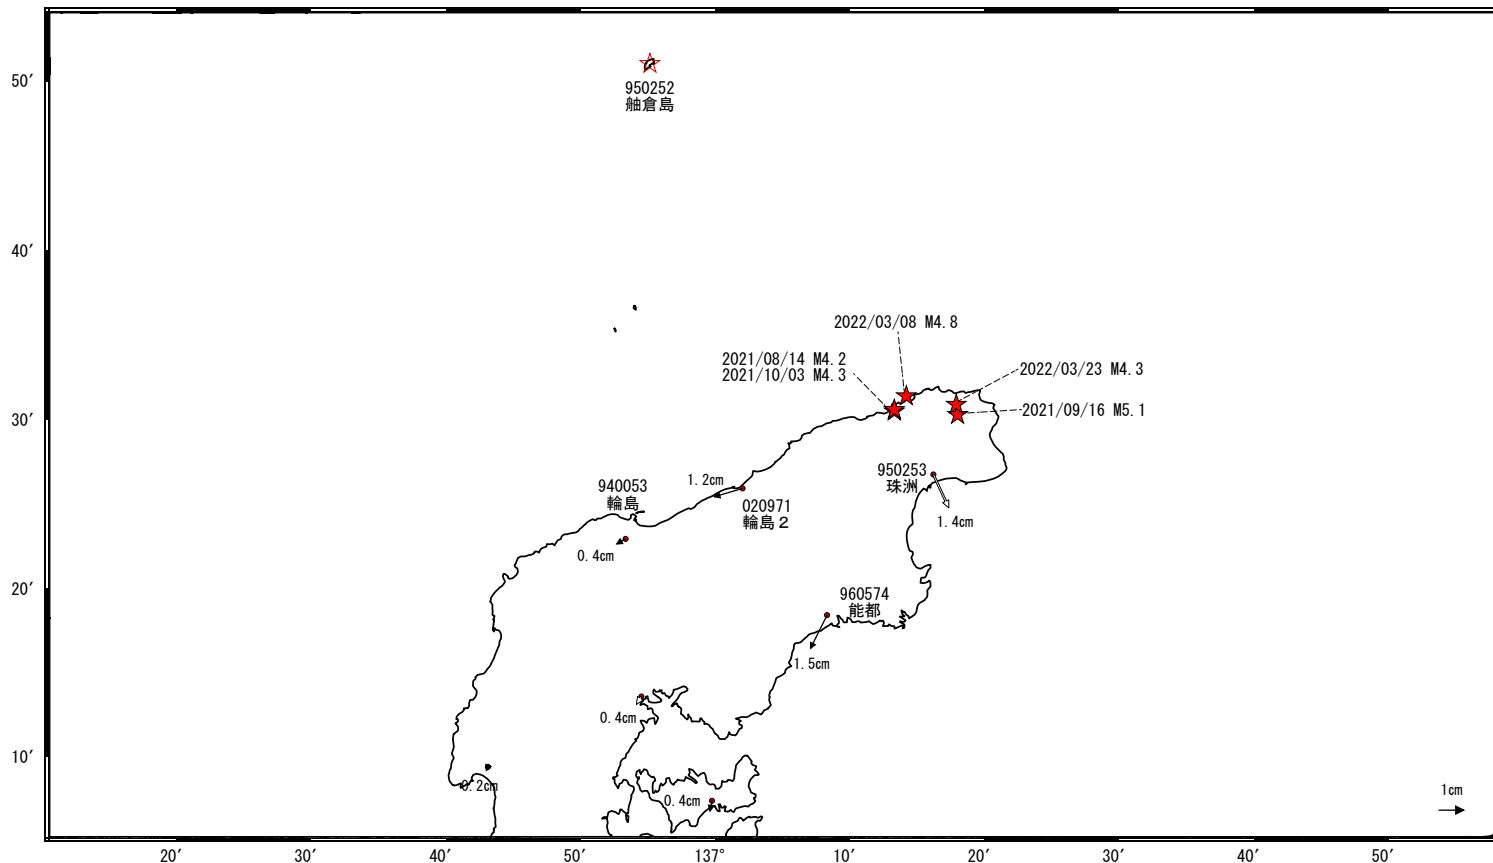 50′
950252
舳倉島
40′
2022/03/08 M4.8
2021/08/14 M4.2
2021/10/03 M4.3
2022/03/23 M4.3
2021/09/16 M5.1
30′
950253
珠洲
1.4cm
940053
輪島
1.2cm
020971
輪島２
0.4cm
20′
960574
能都
1.5cm
0.4cm
10′
0.2cm
0.4cm
1cm
20′ 30′ 40′ 50′ 137° 10′ 20′ 30′ 40′ 50′